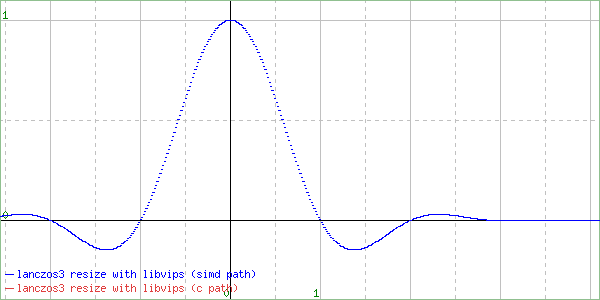 1
0
lanczos3 resize with libvips (simd path)
lanczos3 resize with libvips (c path)
0 1